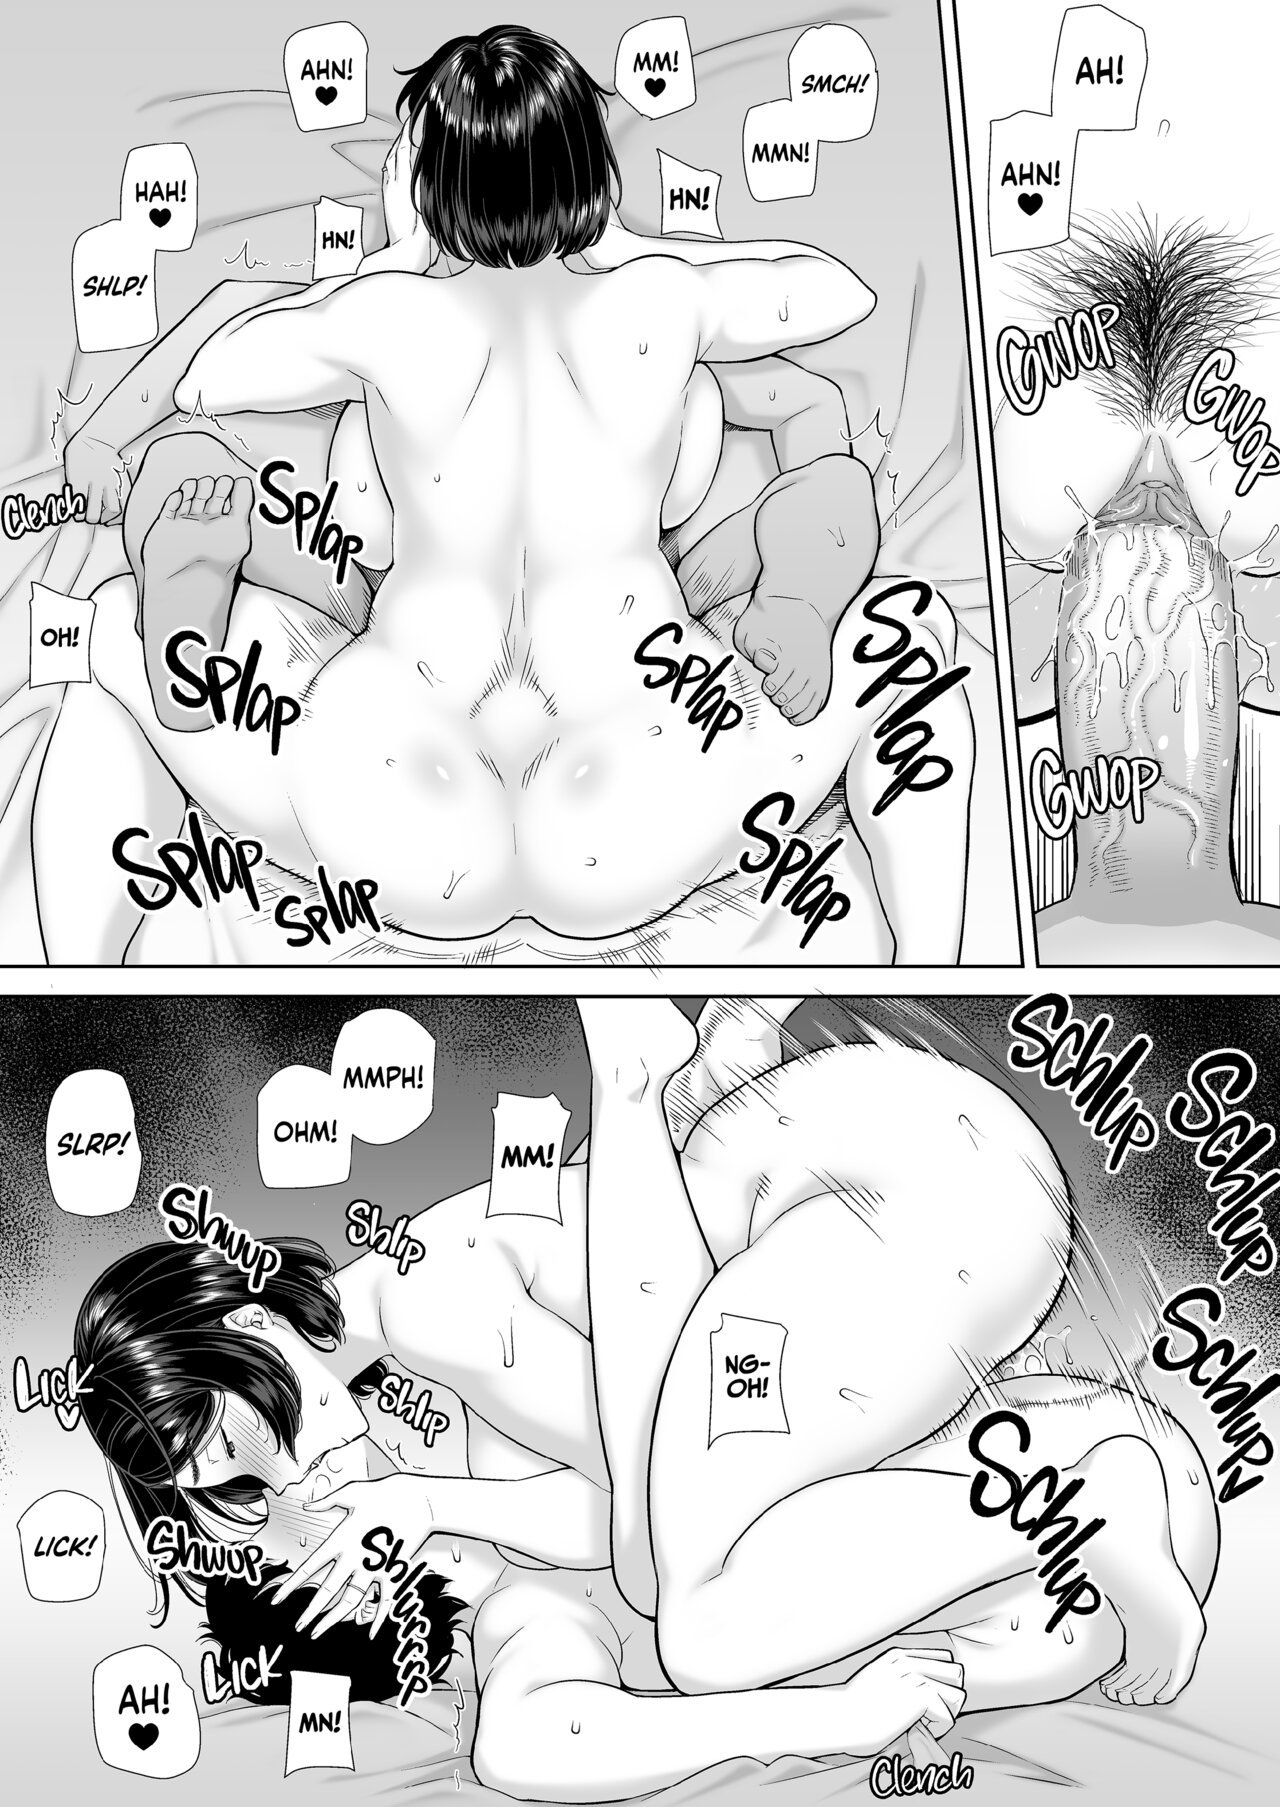 AH!
AHN!
♥
GWOP
GWOP
GWOP
SMCH!
MMN!
MM!
♥
HN!
AHN!
♥
HN!
HAH!
♥
SHLP!
Clench
OH!
SPlAP
SPlAP
SPlAP
SPlAP
SPlAP
SPlAP
SPlAP
SchluP
SchluP
SchluP
SchluP
MM!
MMPH!
OHM!
SLRP!
NG-
OH!
Shwup
Shlip
Shlip
LICK
♥
LICK!
Shwup
Shlurrp
LICK
MN!
AH!
♥
Clench